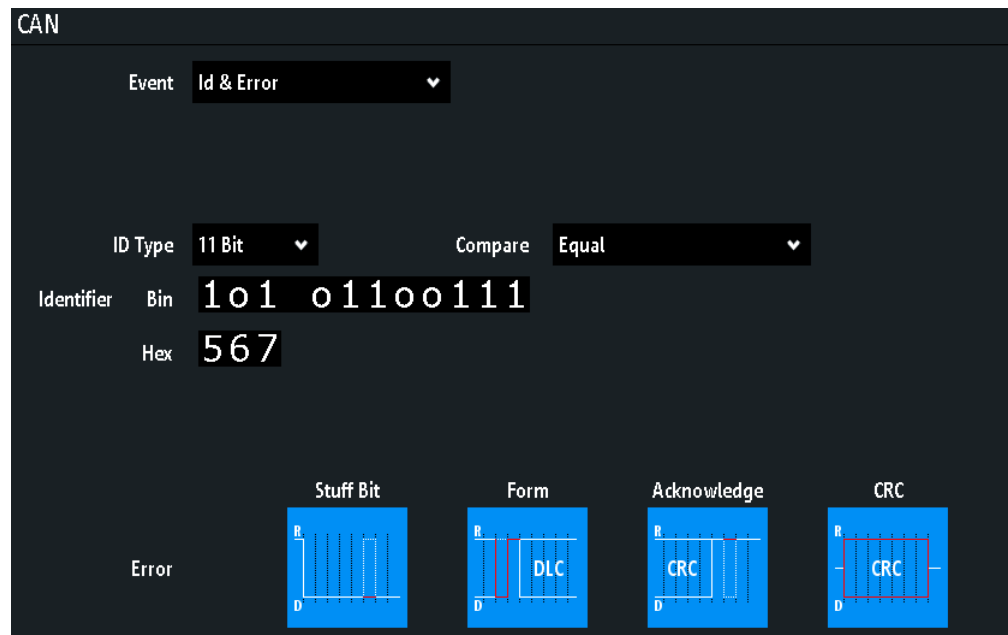 CAN
Event Id & Error
ID Type 11 Bit Compare Equal
Identifier Bin 1o1 o11oo111
Hex 567
Stuff Bit Form Acknowledge CRC
R R R R
Error DLC CRC CRC
D D D D